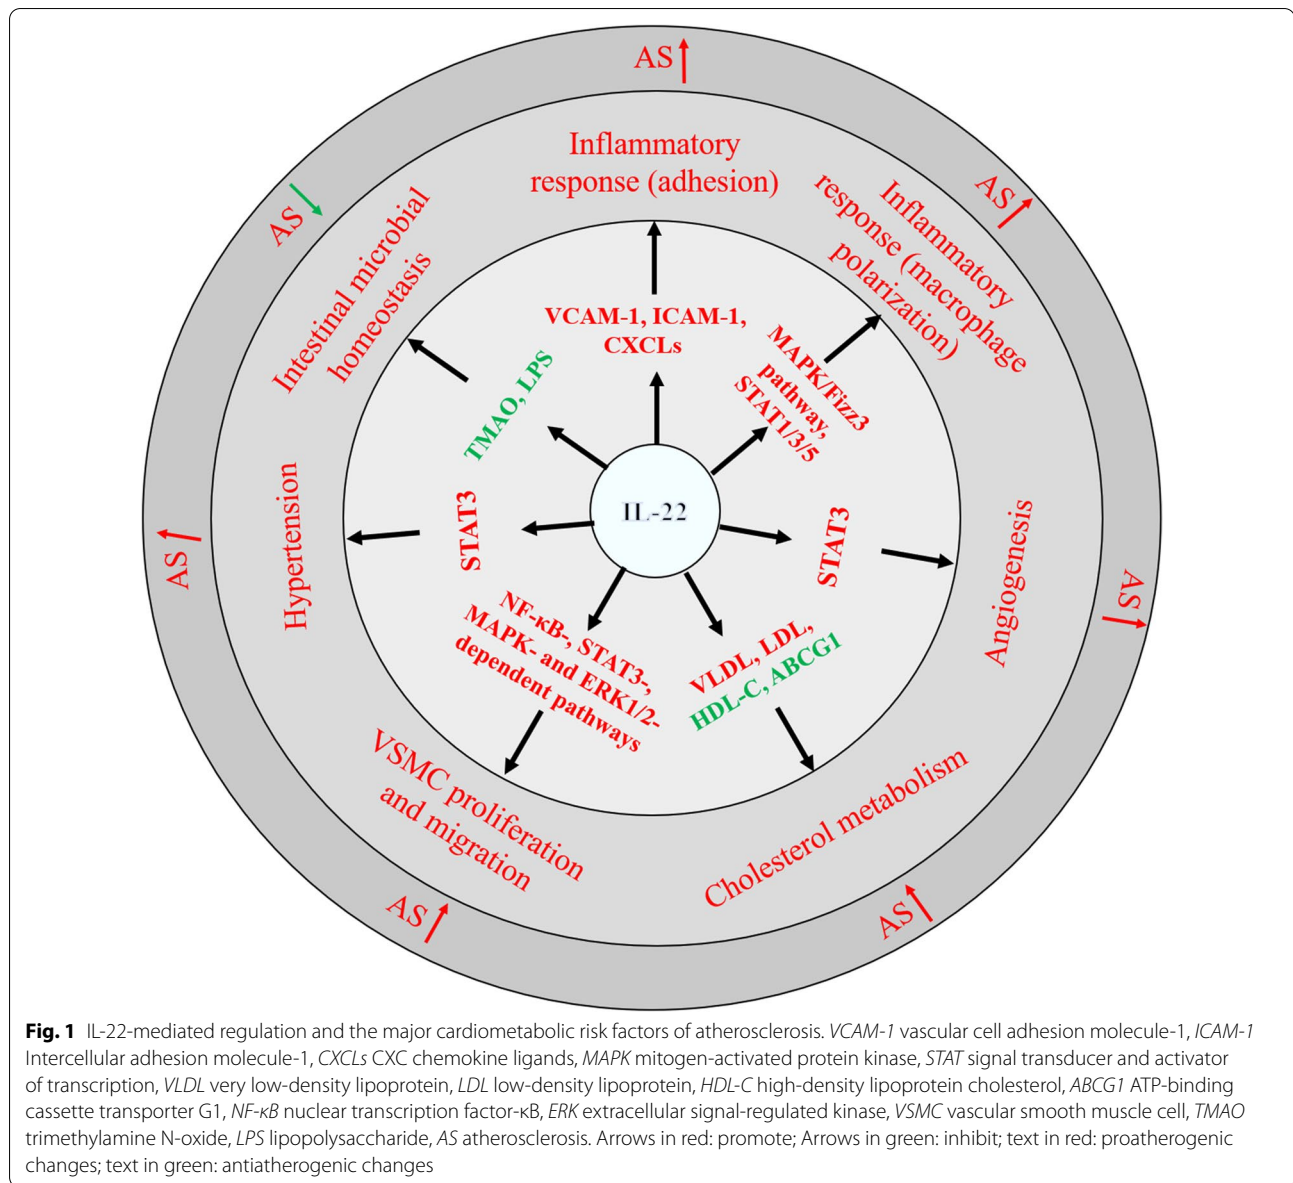 AS
Inflammatory
response (adhesion)
AS
Inflammatory
response (macrophage
polarization)
AS
Intestinal microbial
homeostasis
VCAM-1, ICAM-1,
CXCLs
MAPK/Fizz3
pathway,
STAT1/3/5
TMAO, LPS
IL-22
STAT3
Hypertension
AS
STAT3
Angiogenesis
AS
NF-κB-, STAT3-,
MAPK- and ERK1/2-
dependent pathways
VLDL, LDL,
HDL-C, ABCG1
VSMC proliferation
and migration
Cholesterol metabolism
AS
AS
Fig. 1 IL-22-mediated regulation and the major cardiometabolic risk factors of atherosclerosis. VCAM-1 vascular cell adhesion molecule-1, ICAM-1
Intercellular adhesion molecule-1, CXCLs CXC chemokine ligands, MAPK mitogen-activated protein kinase, STAT signal transducer and activator
of transcription, VLDL very low-density lipoprotein, LDL low-density lipoprotein, HDL-C high-density lipoprotein cholesterol, ABCG1 ATP-binding
cassette transporter G1, NF-κB nuclear transcription factor-κB, ERK extracellular signal-regulated kinase, VSMC vascular smooth muscle cell, TMAO
trimethylamine N-oxide, LPS lipopolysaccharide, AS atherosclerosis. Arrows in red: promote; Arrows in green: inhibit; text in red: proatherogenic
changes; text in green: antiatherogenic changes